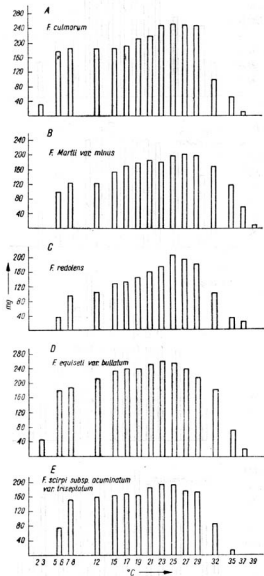 A
F. culmorum
240
200
160
120
80
40
B
F. Martii var. minus
200
160
120
80
40
C
F. redolens
200
160
120
80
40
mg
D
F. equiseti var. bullatum
240
200
160
120
80
40
E
F. scirpi subsp. acuminatum
var. triseptatum
200
160
120
80
40
2 3 5 6 7 8 12 15 17 19 21 23 25 27 29 32 35 37 39
°C